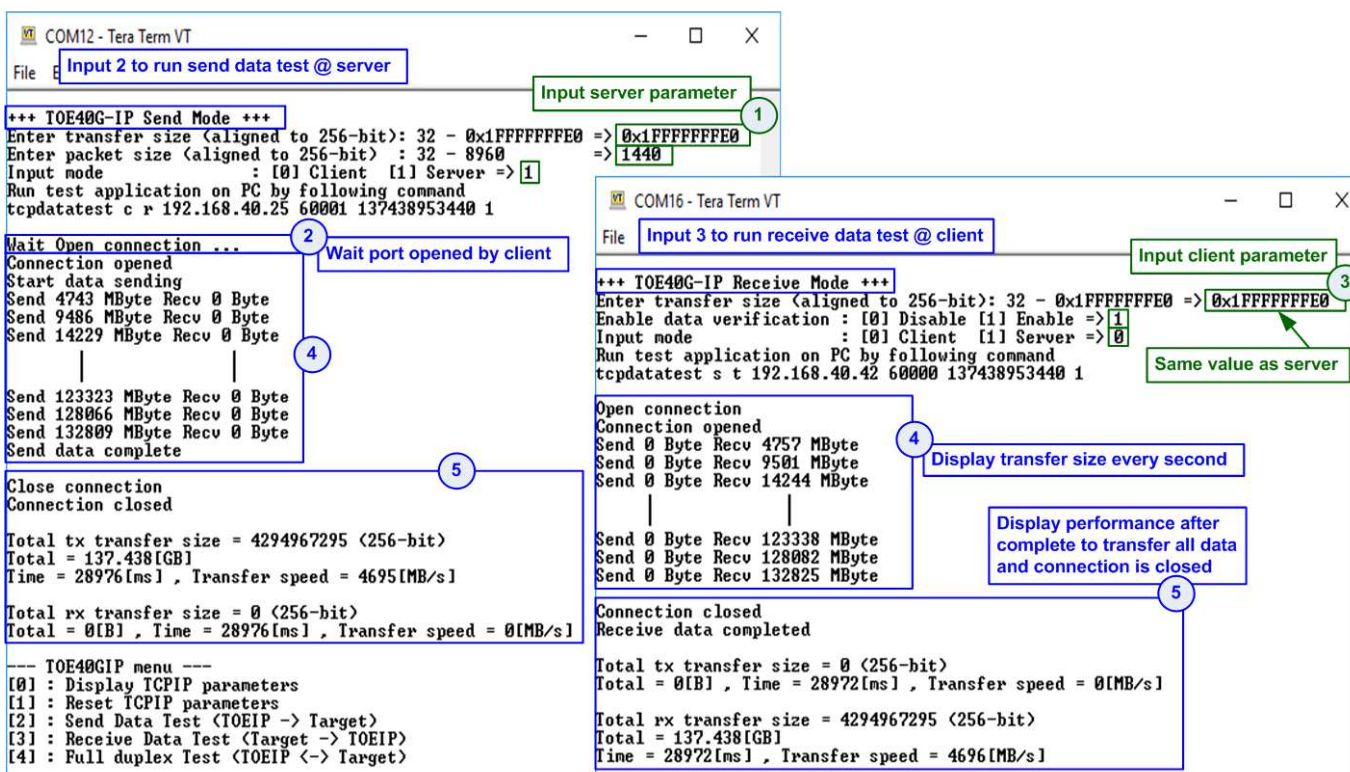 COM12 - Tera Term VT
File E
Input 2 to run send data test @ server
Input server parameter
1
+++ TOE40G-IP Send Mode +++
Enter transfer size (aligned to 256-bit): 32 - 0x1FFFFFFFE0 => 0x1FFFFFFFE0
Enter packet size (aligned to 256-bit) : 32 - 8960 => 1440
Input mode : [0] Client [1] Server => 1
Run test application on PC by following command
tcpdatatest c r 192.168.40.25 60001 137438953440 1
Wait Open connection ...
2
Wait port opened by client
Connection opened
Start data sending
Send 4743 MByte Recv 0 Byte
Send 9486 MByte Recv 0 Byte
Send 14229 MByte Recv 0 Byte
4
Send 123323 MByte Recv 0 Byte
Send 128066 MByte Recv 0 Byte
Send 132809 MByte Recv 0 Byte
Send data complete
5
Close connection
Connection closed
Total tx transfer size = 4294967295 (256-bit)
Total = 137.438[GB]
Time = 28976[ms] , Transfer speed = 4695[MB/s]
Total rx transfer size = 0 (256-bit)
Total = 0[B] , Time = 28976[ms] , Transfer speed = 0[MB/s]
--- TOE40GIP menu ---
[0] : Display TCPIP parameters
[1] : Reset TCPIP parameters
[2] : Send Data Test (TOEIP -> Target)
[3] : Receive Data Test (Target -> TOEIP)
[4] : Full duplex Test (TOEIP <-> Target)
COM16 - Tera Term VT
File
Input 3 to run receive data test @ client
Input client parameter
3
+++ TOE40G-IP Receive Mode +++
Enter transfer size (aligned to 256-bit): 32 - 0x1FFFFFFFE0 => 0x1FFFFFFFE0
Enable data verification : [0] Disable [1] Enable => 1
Input mode : [0] Client [1] Server => 0
Same value as server
Run test application on PC by following command
tcpdatatest s t 192.168.40.42 60000 137438953440 1
Open connection
Connection opened
Send 0 Byte Recv 4757 MByte
Send 0 Byte Recv 9501 MByte
Send 0 Byte Recv 14244 MByte
4
Display transfer size every second
Send 0 Byte Recv 123338 MByte
Send 0 Byte Recv 128082 MByte
Send 0 Byte Recv 132825 MByte
Display performance after
complete to transfer all data
and connection is closed
5
Connection closed
Receive data completed
Total tx transfer size = 0 (256-bit)
Total = 0[B] , Time = 28972[ms] , Transfer speed = 0[MB/s]
Total rx transfer size = 4294967295 (256-bit)
Total = 137.438[GB]
Time = 28972[ms] , Transfer speed = 4696[MB/s]